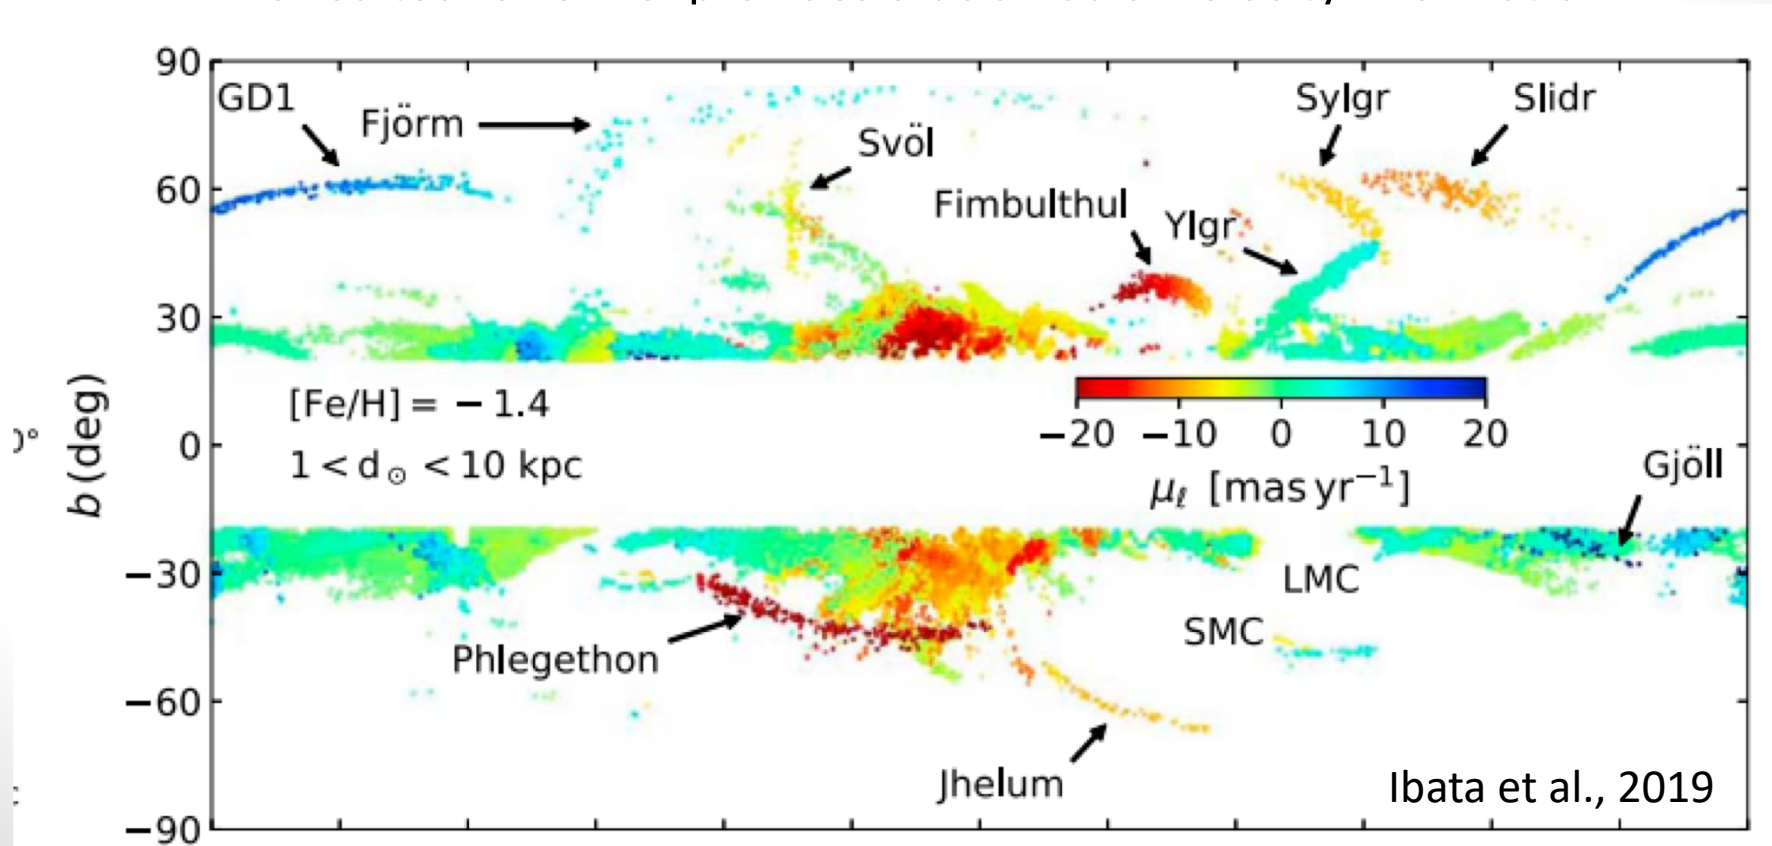 90
GD1
Fjörm
Svöl
Sylgr
Slidr
60
Fimbulthul
Ylgr
30
[Fe/H] = − 1.4
1 < d☉ < 10 kpc
0
b (deg)
−20 −10 0 10 20
μℓ [mas yr−1]
Gjöll
−30
LMC
SMC
Phlegethon
−60
Jhelum
Ibata et al., 2019
−90